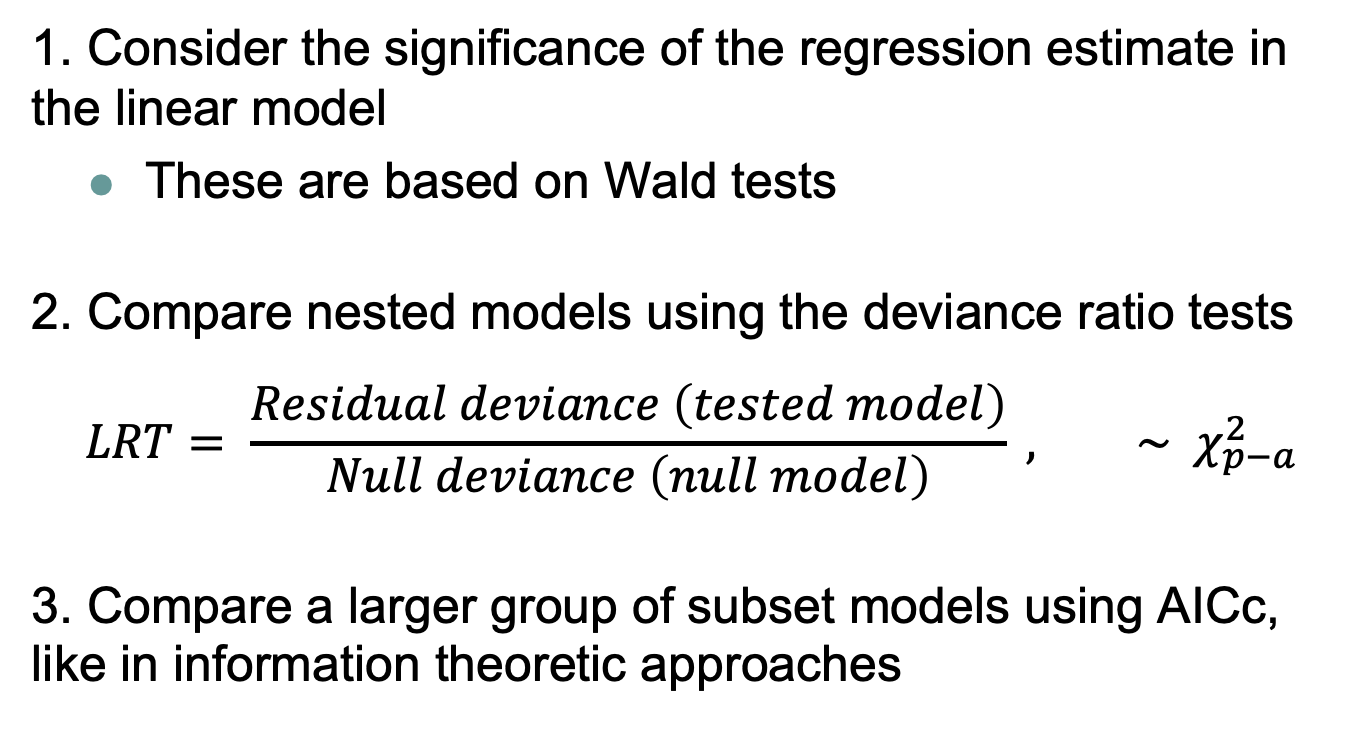 1. Consider the significance of the regression estimate in
the linear model
● These are based on Wald tests
2. Compare nested models using the deviance ratio tests
LRT = Residual deviance (tested model) / Null deviance (null model) , ~ χ²ₚ₋ₐ
3. Compare a larger group of subset models using AICc,
like in information theoretic approaches